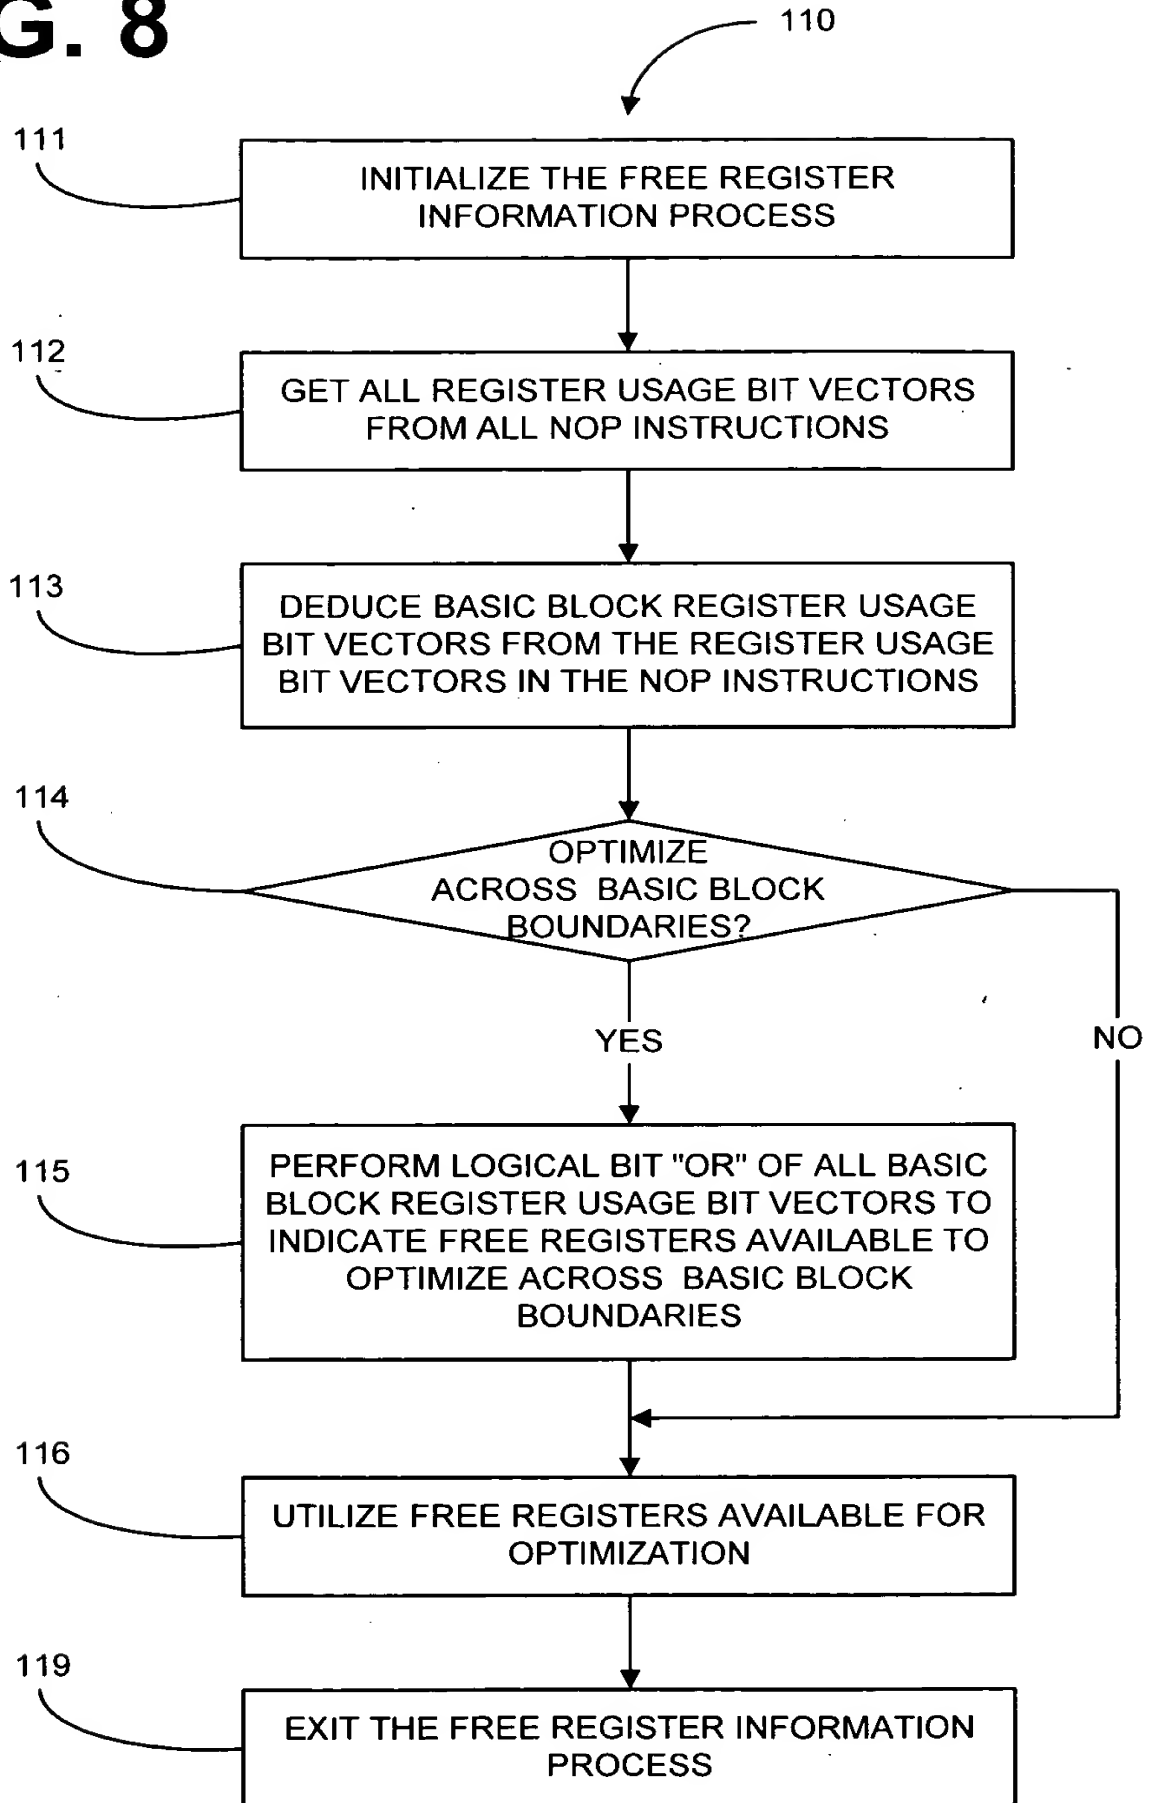 G. 8
110
111
INITIALIZE THE FREE REGISTER
INFORMATION PROCESS
112
GET ALL REGISTER USAGE BIT VECTORS
FROM ALL NOP INSTRUCTIONS
113
DEDUCE BASIC BLOCK REGISTER USAGE
BIT VECTORS FROM THE REGISTER USAGE
BIT VECTORS IN THE NOP INSTRUCTIONS
114
OPTIMIZE
ACROSS BASIC BLOCK
BOUNDARIES?
YES
NO
115
PERFORM LOGICAL BIT "OR" OF ALL BASIC
BLOCK REGISTER USAGE BIT VECTORS TO
INDICATE FREE REGISTERS AVAILABLE TO
OPTIMIZE ACROSS BASIC BLOCK
BOUNDARIES
116
UTILIZE FREE REGISTERS AVAILABLE FOR
OPTIMIZATION
119
EXIT THE FREE REGISTER INFORMATION
PROCESS